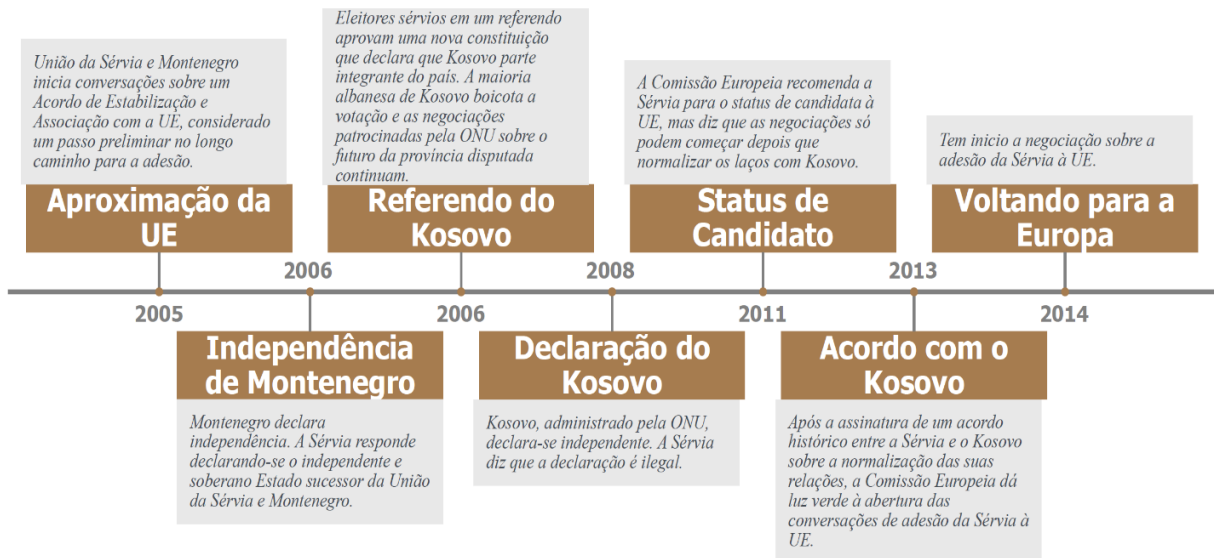 União da Sérvia e Montenegro
inicia conversações sobre um
Acordo de Estabilização e
Associação com a UE, considerado
um passo preliminar no longo
caminho para a adesão.
Aproximação da
UE
2005
2006
Independência
de Montenegro
Montenegro declara
independência. A Sérvia responde
declarando-se o independente e
soberano Estado sucessor da União
da Sérvia e Montenegro.
Eleitores sérvios em um referendo
aprovam uma nova constituição
que declara que Kosovo parte
integrante do país. A maioria
albanesa de Kosovo boicota a
votação e as negociações
patrocinadas pela ONU sobre o
futuro da província disputada
continuam.
Referendo do
Kosovo
2006
2008
Declaração do
Kosovo
Kosovo, administrado pela ONU,
declara-se independente. A Sérvia
diz que a declaração é ilegal.
A Comissão Europeia recomenda a
Sérvia para o status de candidata à
UE, mas diz que as negociações só
podem começar depois que
normalizar os laços com Kosovo.
Status de
Candidato
2011
2013
Acordo com o
Kosovo
Após a assinatura de um acordo
histórico entre a Sérvia e o Kosovo
sobre a normalização das suas
relações, a Comissão Europeia dá
luz verde à abertura das
conversações de adesão da Sérvia à
UE.
Tem inicio a negociação sobre a
adesão da Sérvia à UE.
Voltando para a
Europa
2014